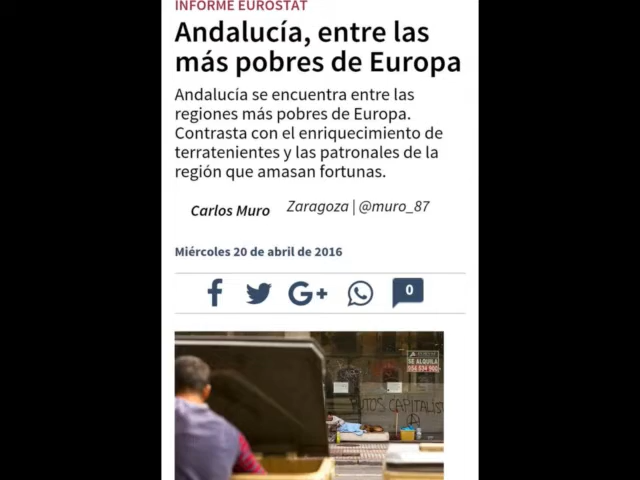 INFORME EUROSTAT
Andalucía, entre las
más pobres de Europa
Andalucía se encuentra entre las
regiones más pobres de Europa.
Contrasta con el enriquecimiento de
terratenientes y las patronales de la
región que amasan fortunas.
Carlos Muro Zaragoza | @muro_87
Miércoles 20 de abril de 2016
0
SE ALQUILA